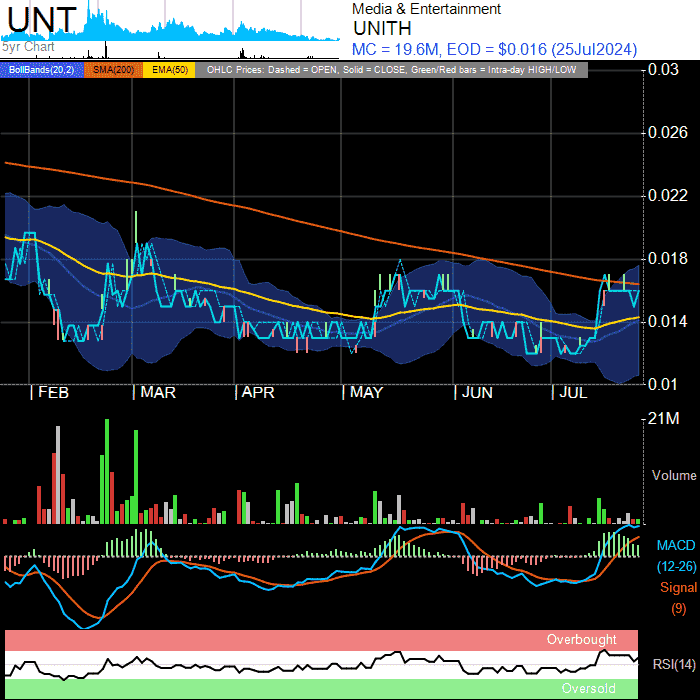 UNT
5yr Chart
Media & Entertainment
UNITH
MC = 19.6M, EOD = $0.016 (25Jul2024)
BollBands(20,2) SMA(200) EMA(50) OHLC Prices: Dashed = OPEN, Solid = CLOSE, Green/Red bars = Intra-day HIGH/LOW
0.03
0.026
0.022
0.018
0.014
0.01
FEB MAR APR MAY JUN JUL
21M
Volume
MACD
(12-26)
Signal
(9)
Overbought
RSI(14)
Oversold